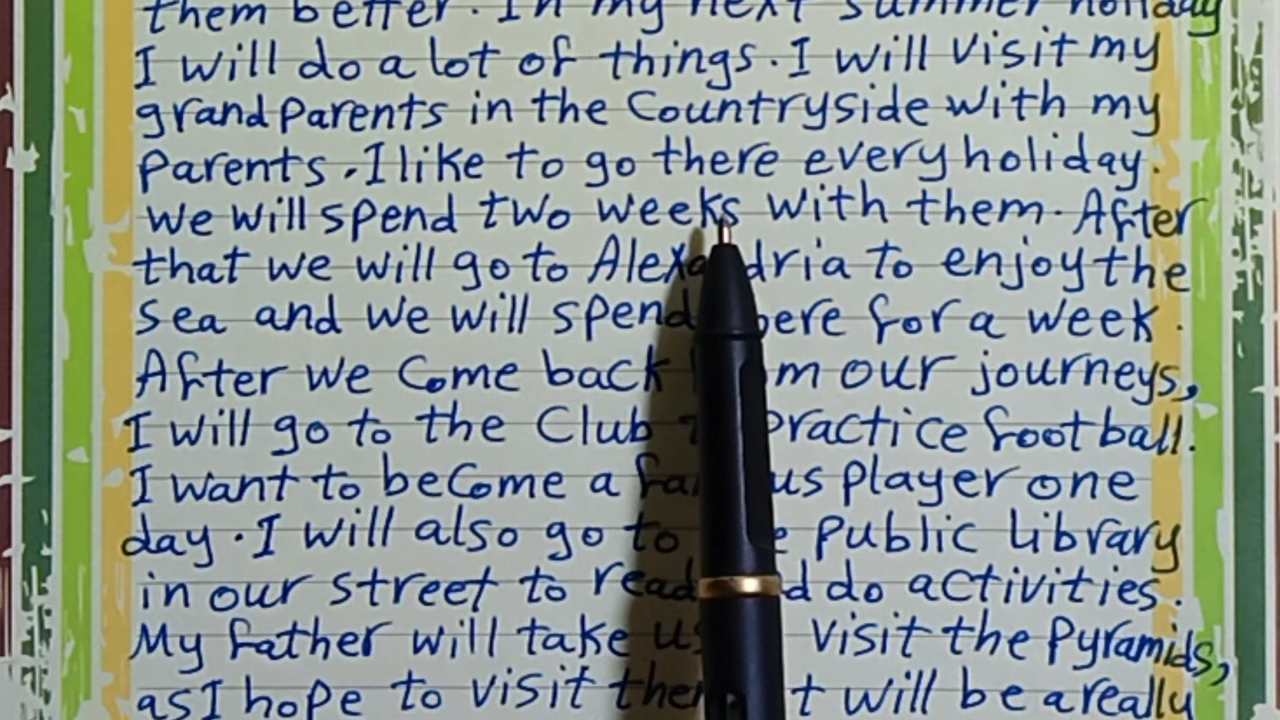 them better. In my next summer holiday
I will do a lot of things. I will visit my
grandparents in the Countryside with my
parents. I like to go there every holiday.
we will spend two weeks with them. After
that we will go to Alexandria to enjoy the
sea and we will spend here for a week.
After we Come back from our journeys,
I will go to the Club practice football.
I want to beCome a famous player one
day. I will also go to public library
in our street to read do activities.
My father will take us visit the Pyramids,
as I hope to visit them will be a really